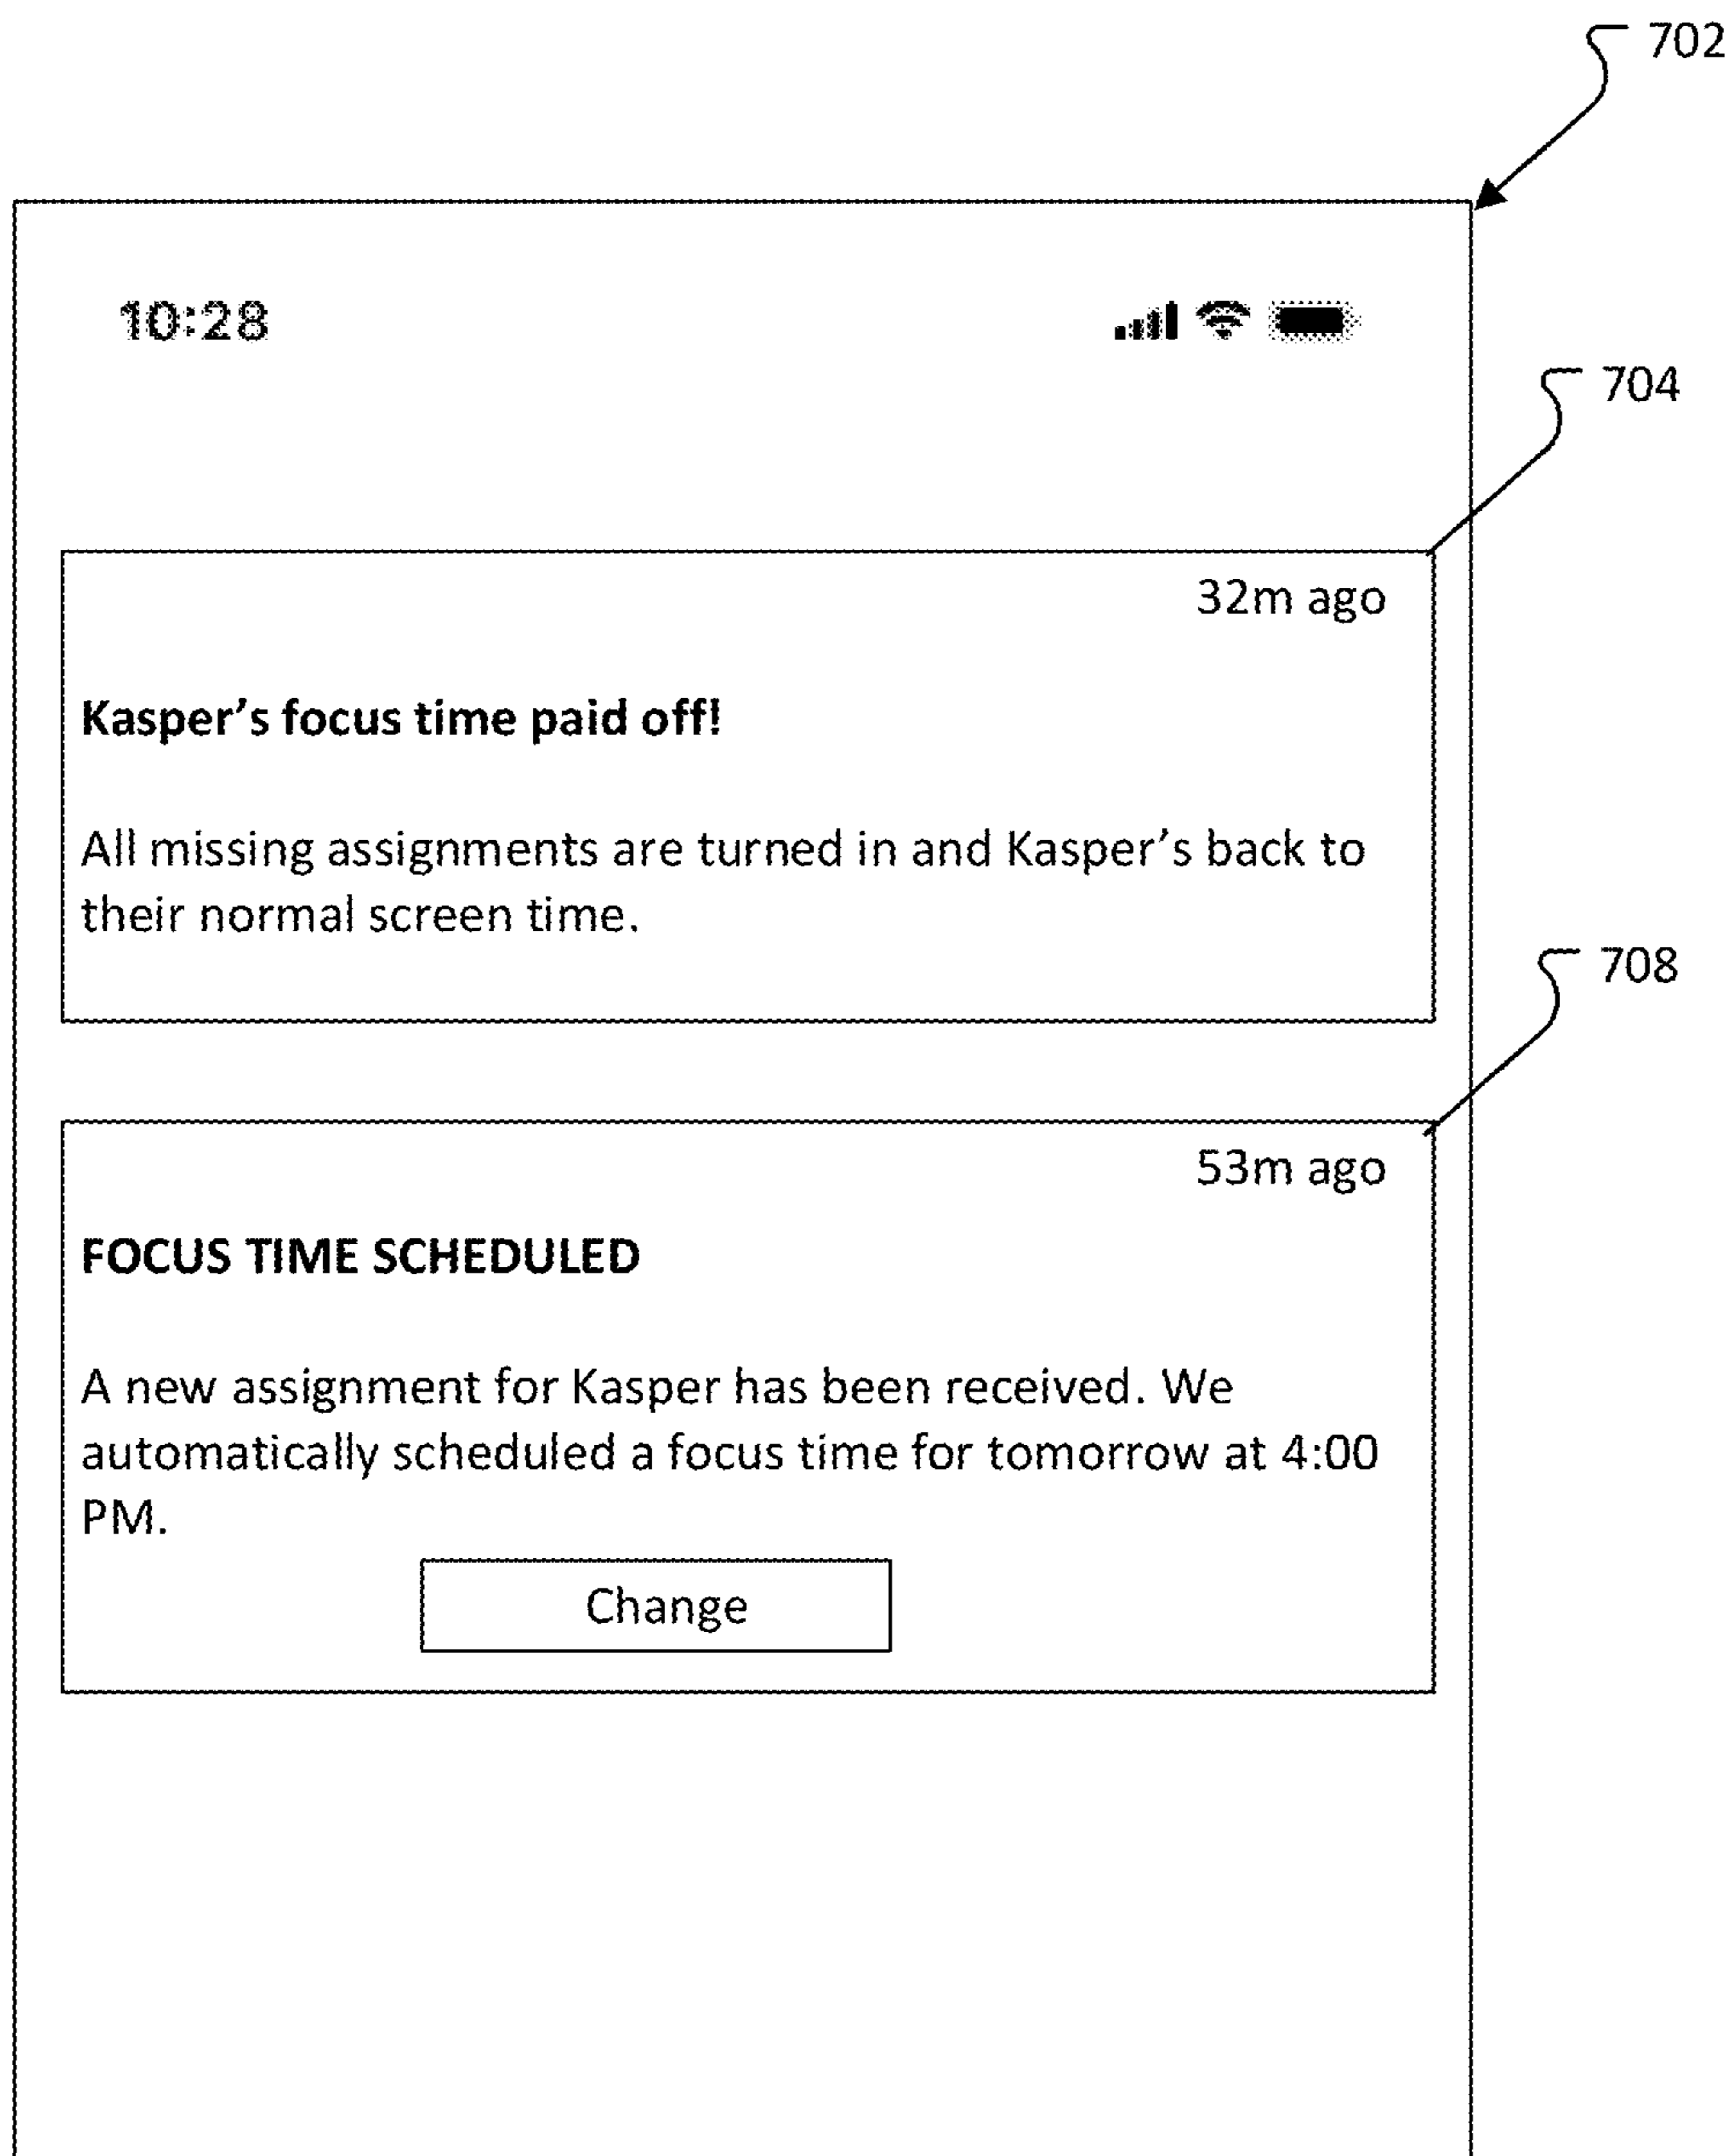 702
10:28
704
32m ago
Kasper’s focus time paid off!
All missing assignments are turned in and Kasper’s back to
their normal screen time.
708
53m ago
FOCUS TIME SCHEDULED
A new assignment for Kasper has been received. We
automatically scheduled a focus time for tomorrow at 4:00
PM.
Change